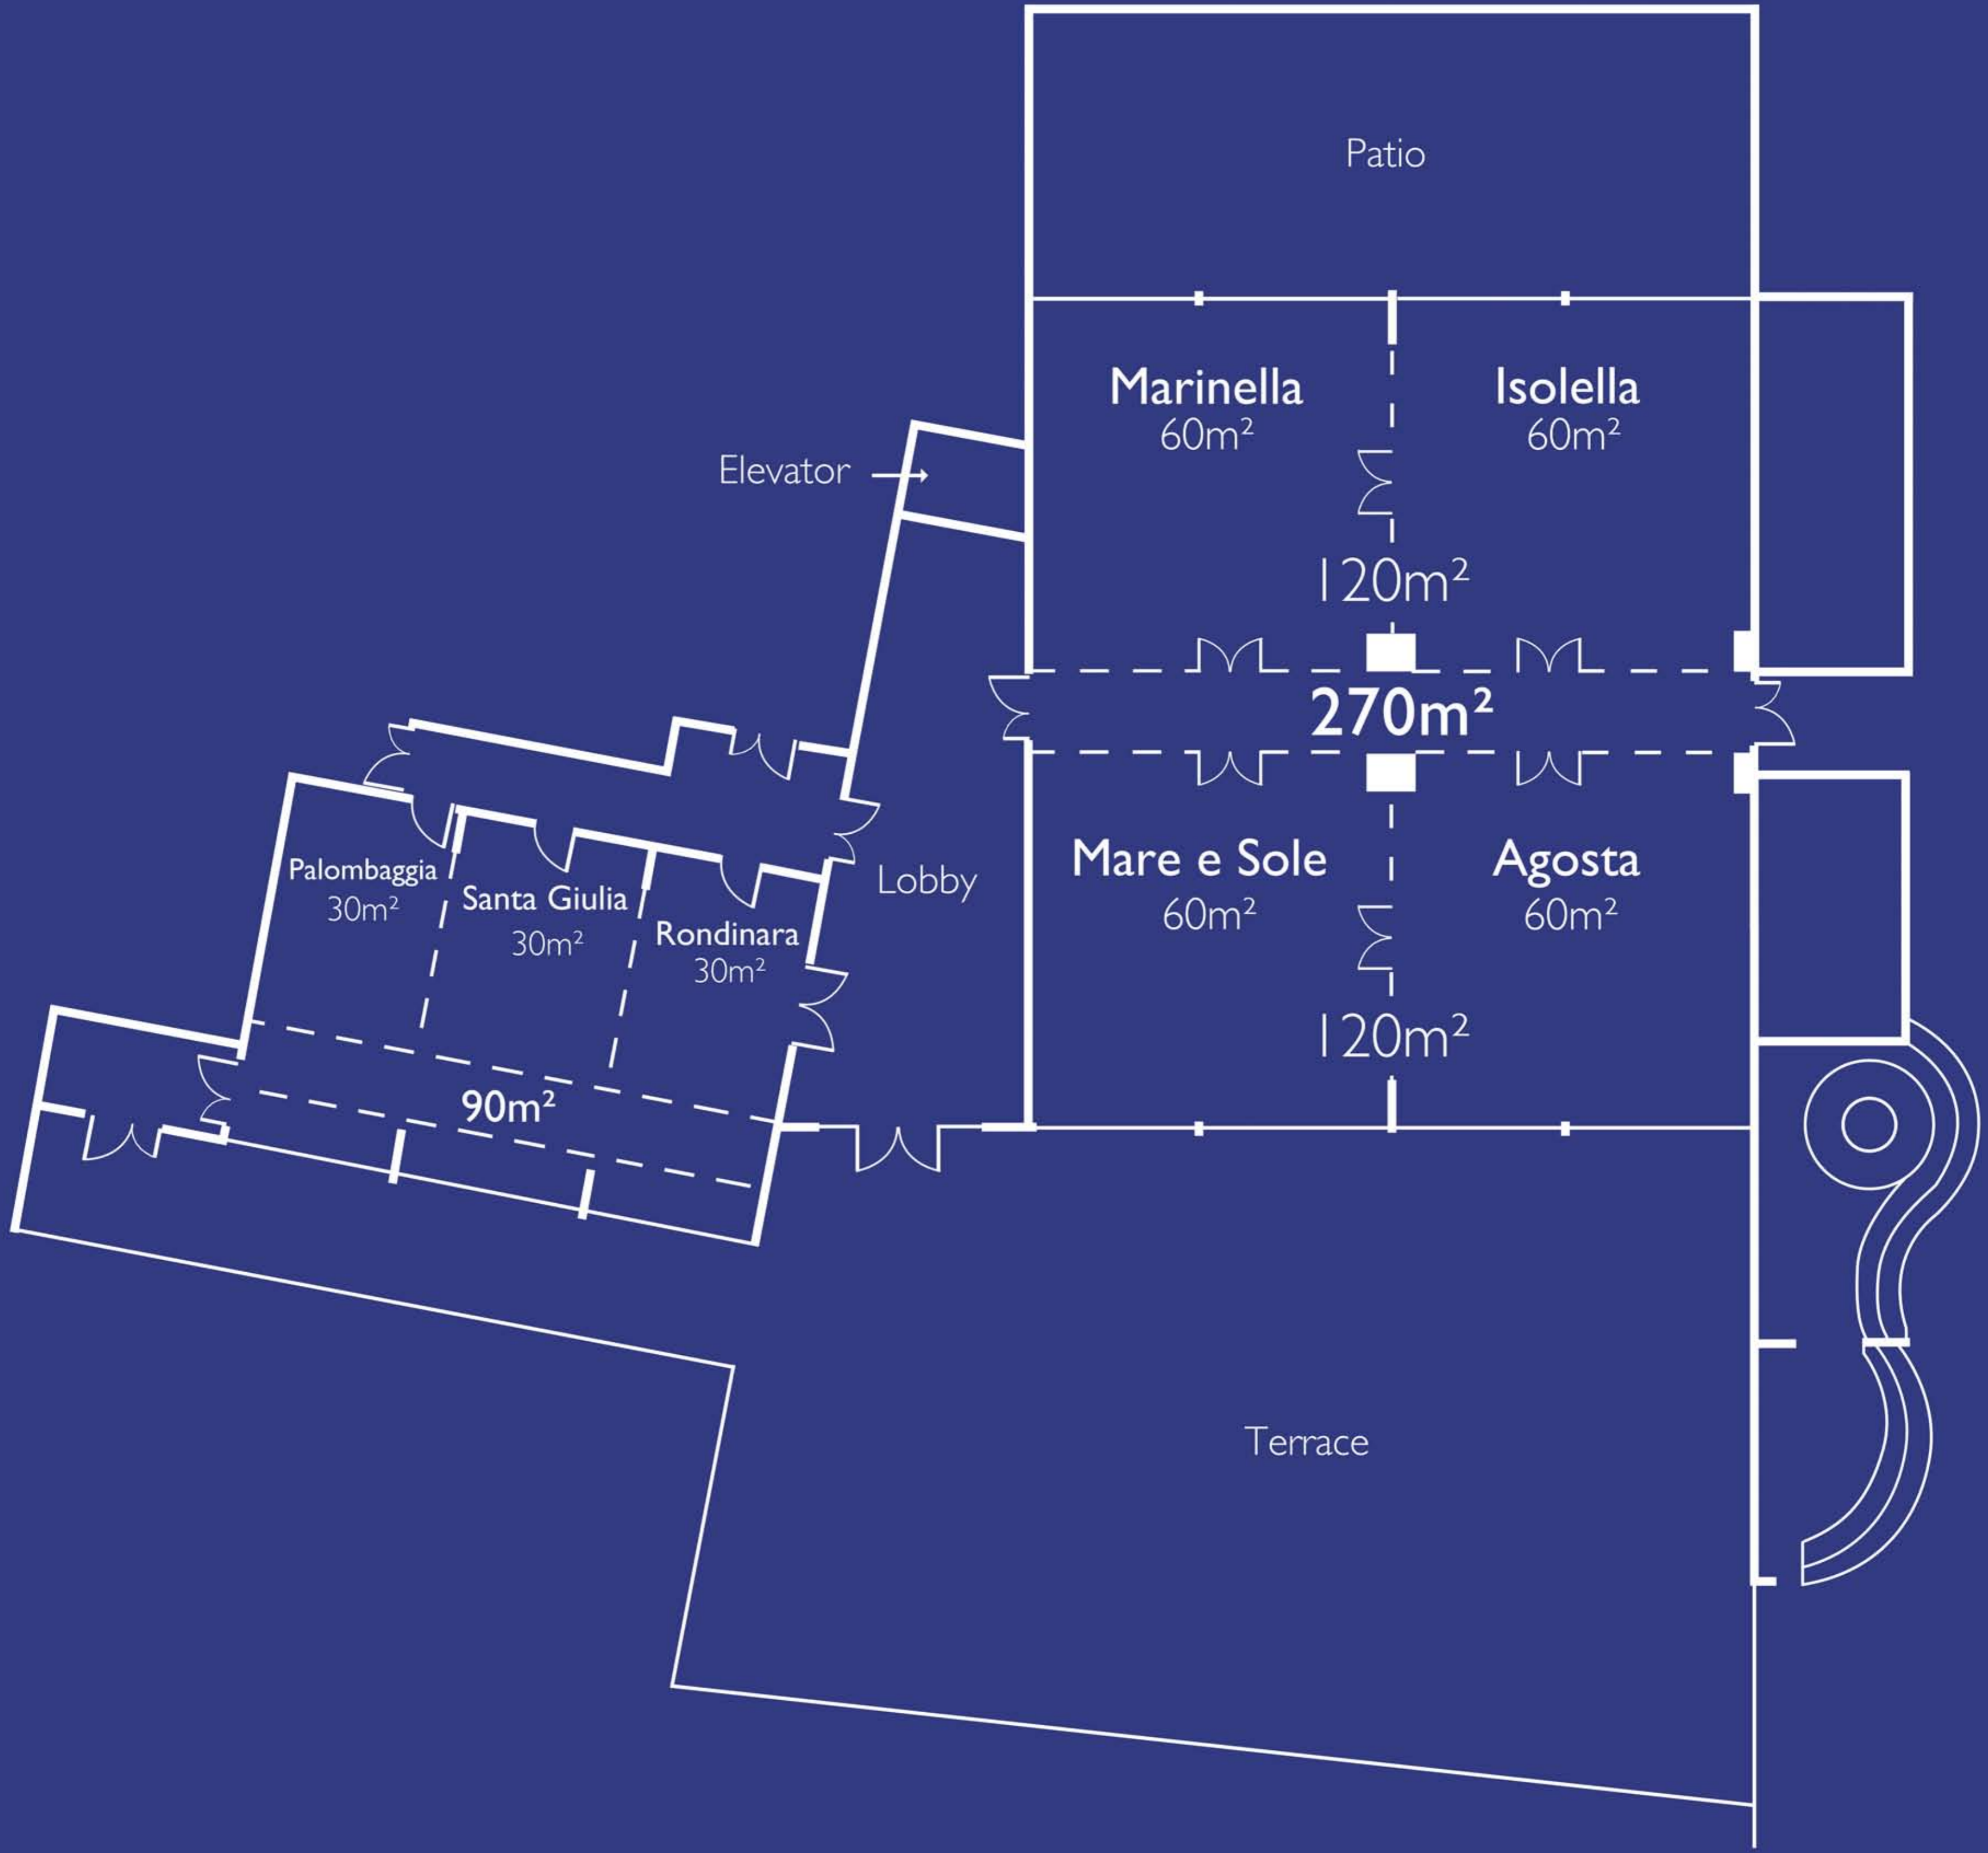 Patio
Marinella
60m²
Isolella
60m²
Elevator
120m²
270m²
Palombaggia
30m²
Santa Giulia
30m²
Rondinara
30m²
Lobby
Mare e Sole
60m²
Agosta
60m²
120m²
90m²
Terrace